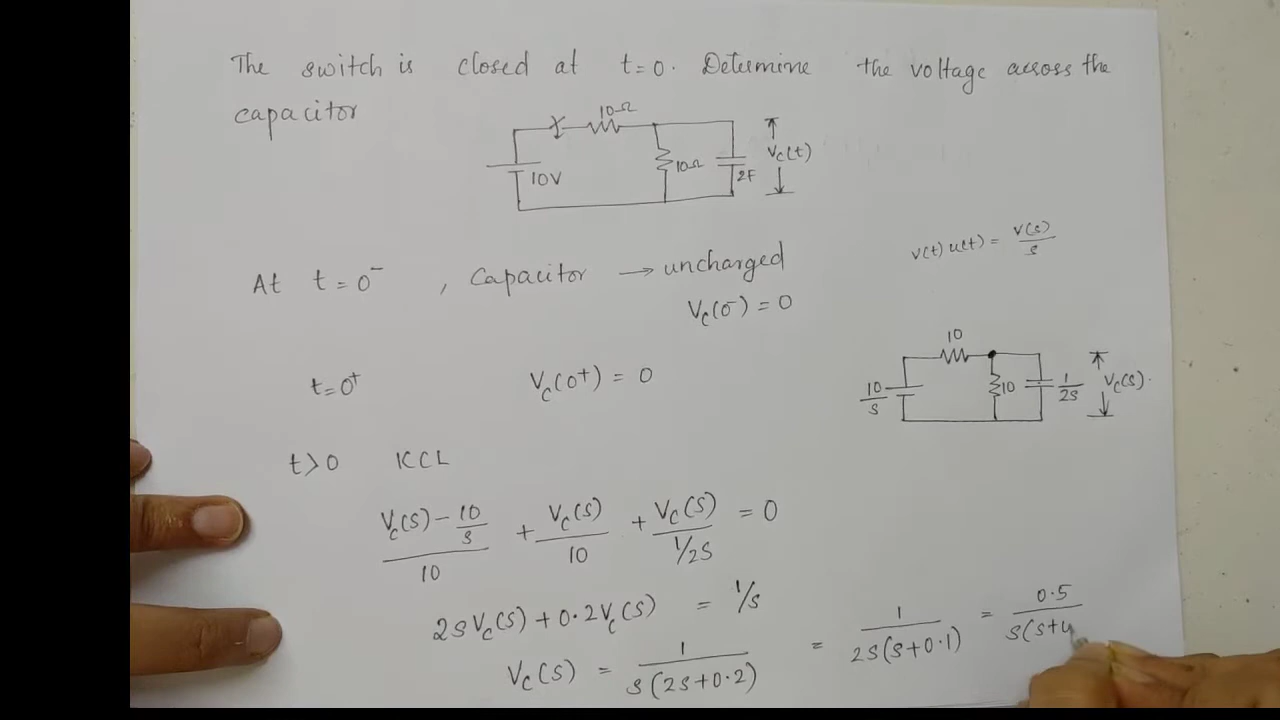 The switch is closed at t=0. Determine the voltage across the
capacitor
10Ω
10V
10Ω
2F
Vc(t)
At t=0⁻ , Capacitor → uncharged
Vc(0⁻) = 0
v(t) u(t) = V(s)/s
t=0⁺ Vc(0⁺) = 0
10
10/s
10
1/2s
Vc(s).
t>0 KCL
(Vc(s) - 10/s)/10 + Vc(s)/10 + Vc(s)/(1/2s) = 0
2sVc(s) + 0.2Vc(s) = 1/s
Vc(s) = 1/(s(2s+0.2)) = 1/(2s(s+0.1)) = 0.5/(s(s+